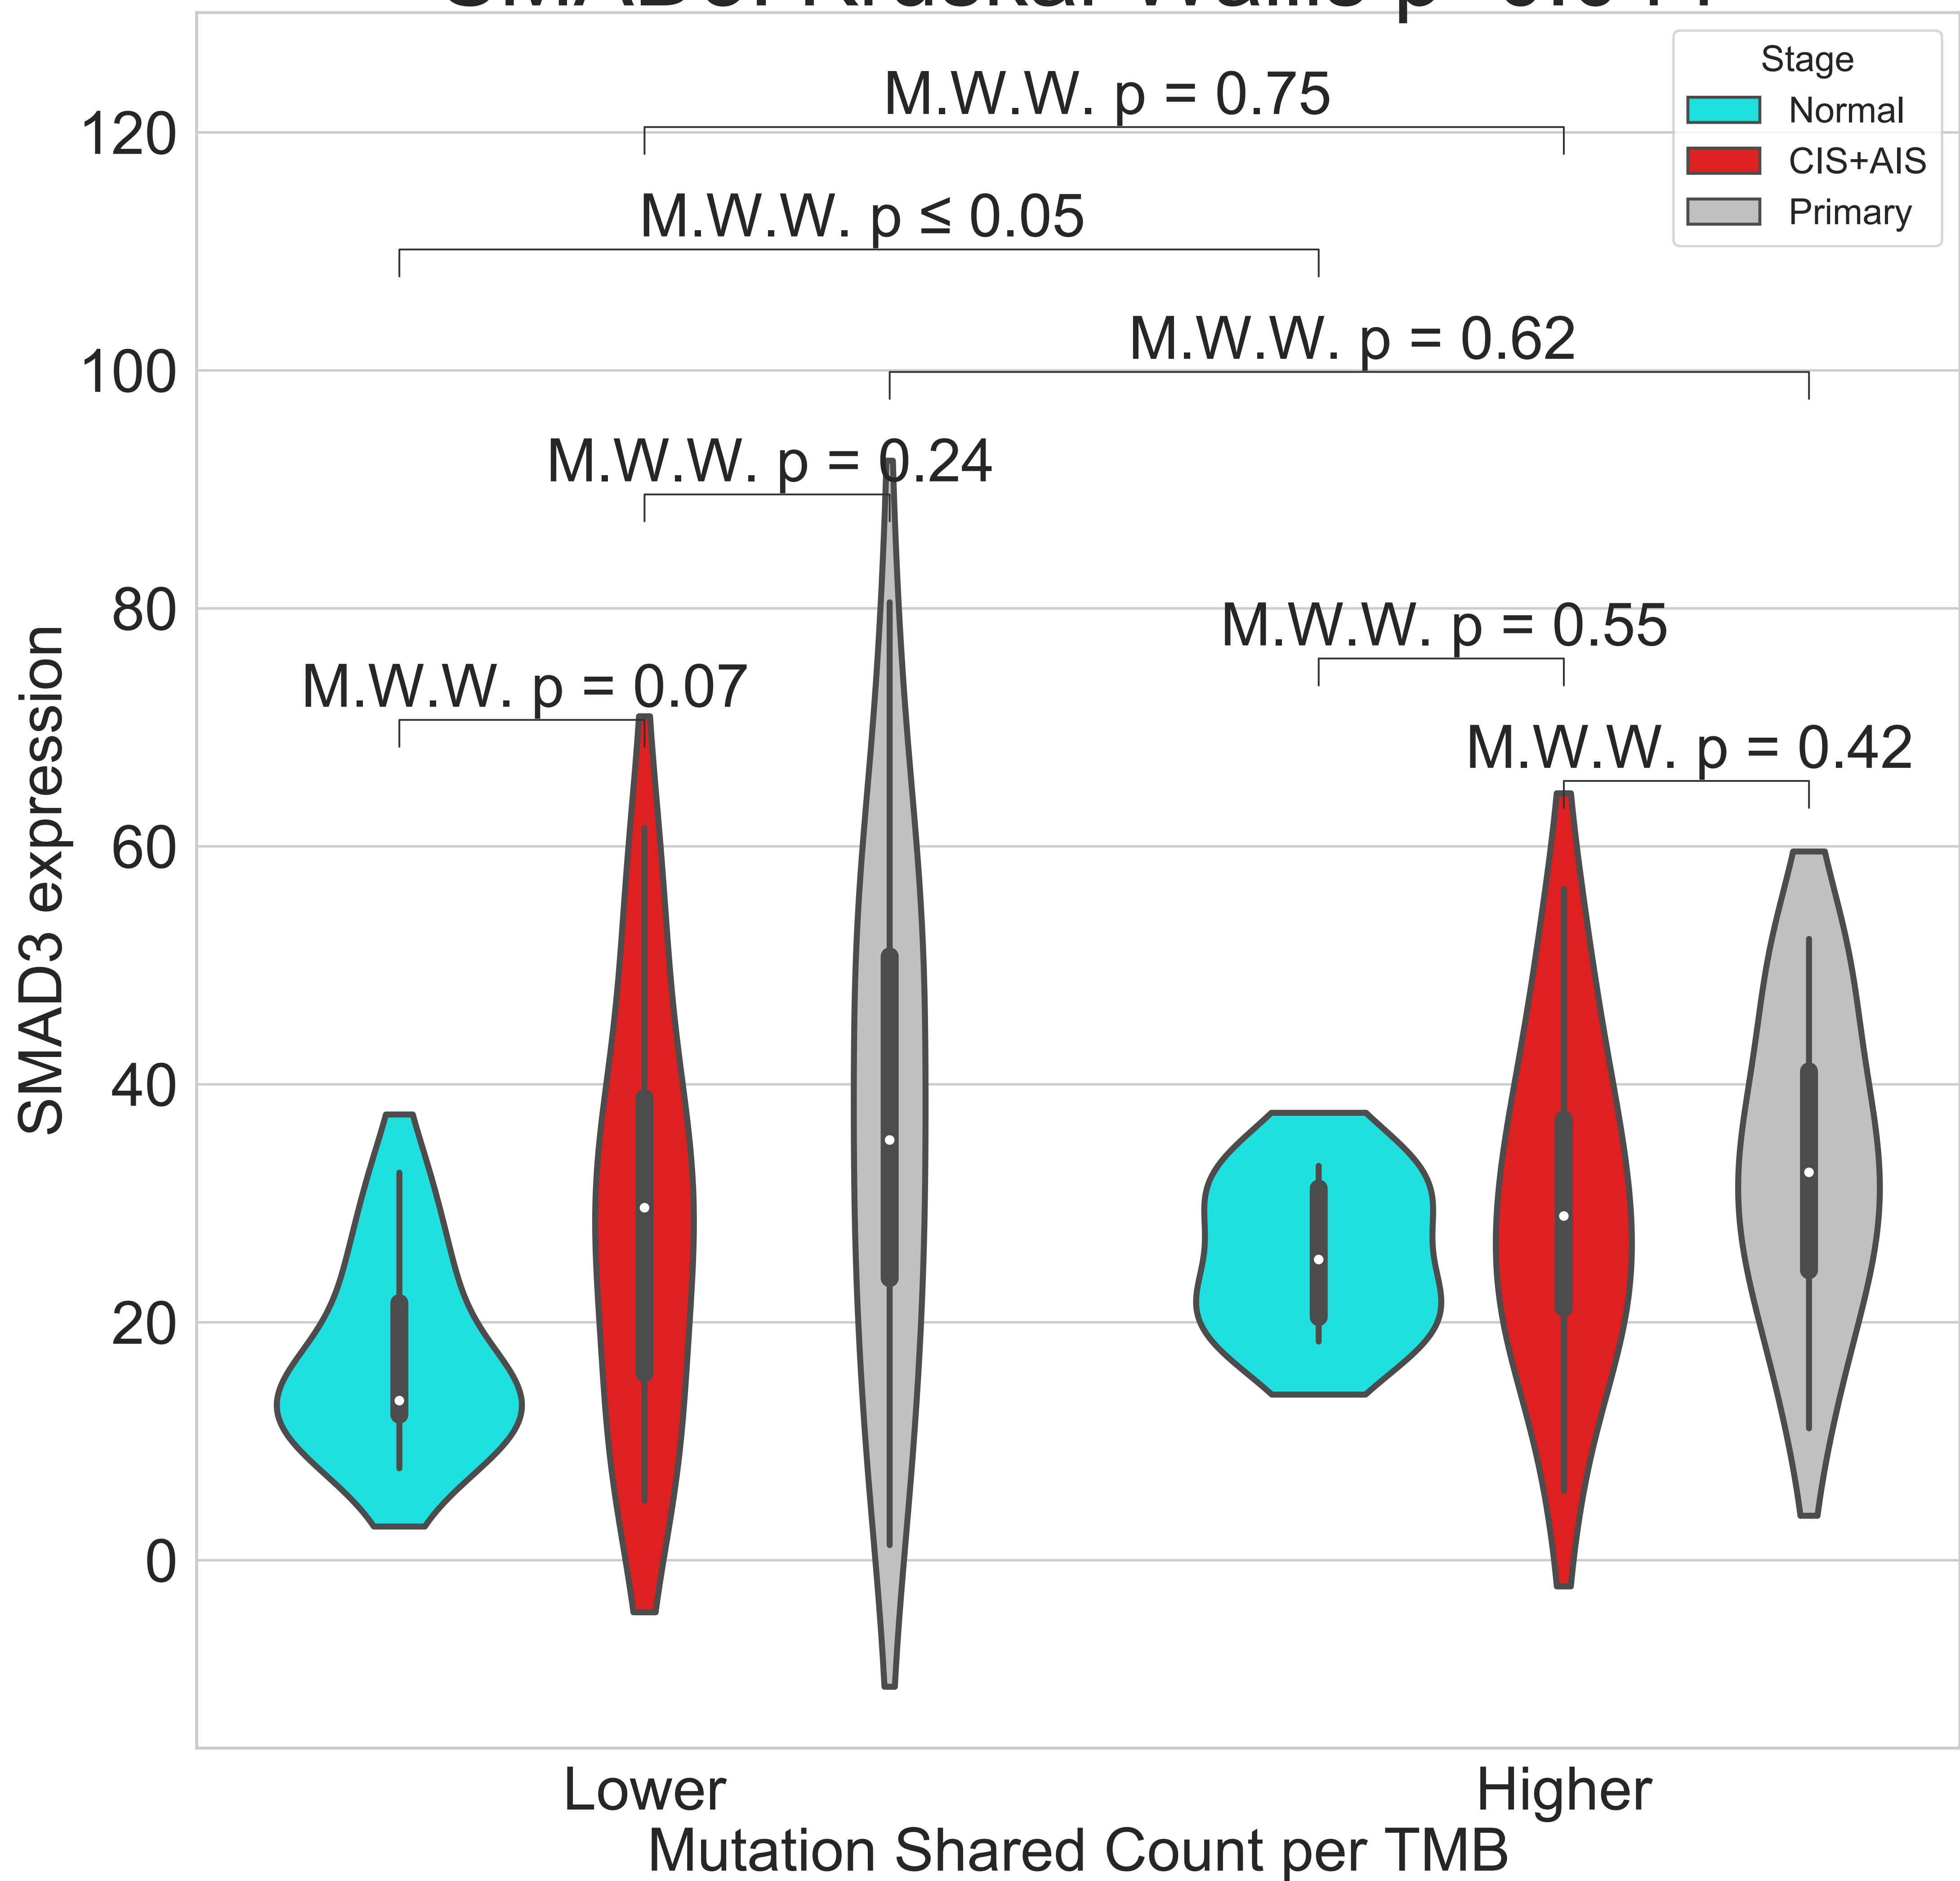 Stage
Normal
CIS+AIS
Primary
M.W.W. p = 0.75
M.W.W. p ≤ 0.05
M.W.W. p = 0.62
M.W.W. p = 0.24
M.W.W. p = 0.55
M.W.W. p = 0.07
M.W.W. p = 0.42
120
100
80
60
40
20
0
SMAD3 expression
Lower
Higher
Mutation Shared Count per TMB